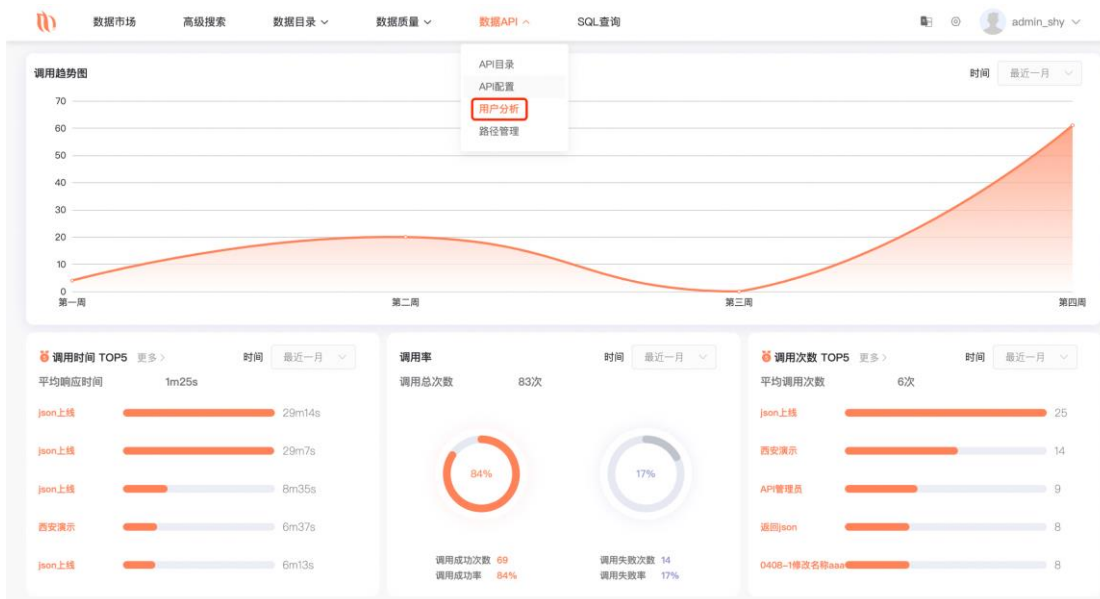 数据市场 高级搜索 数据目录 数据质量 数据API SQL查询 admin_shy
API目录
API配置
用户分析
路径管理
调用趋势图 时间 最近一月
70
60
50
40
30
20
10
0
第一周 第二周 第三周 第四周
调用时间 TOP5 更多 时间 最近一月
平均响应时间 1m25s
json上线 29m14s
json上线 29m7s
json上线 8m35s
西安演示 6m37s
json上线 6m13s
调用率 时间 最近一月
调用总次数 83次
84% 17%
调用成功次数 69 调用失败次数 14
调用成功率 84% 调用失败率 17%
调用次数 TOP5 更多 时间 最近一月
平均调用次数 6次
json上线 25
西安演示 14
API管理员 9
返回json 8
0408-1修改名称aaa 8